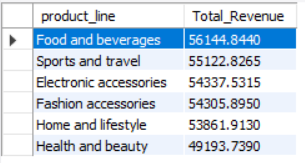 product_line Total_Revenue
Food and beverages 56144.8440
Sports and travel 55122.8265
Electronic accessories 54337.5315
Fashion accessories 54305.8950
Home and lifestyle 53861.9130
Health and beauty 49193.7390